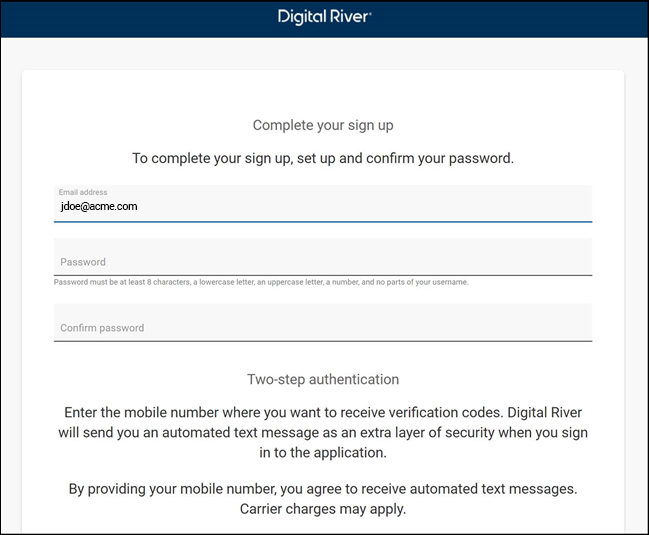 Digital River
Complete your sign up
To complete your sign up, set up and confirm your password.
Email address
jdoe@acme.com
Password
Password must be at least 8 characters, a lowercase letter, an uppercase letter, a number, and no parts of your username.
Confirm password
Two-step authentication
Enter the mobile number where you want to receive verification codes. Digital River
will send you an automated text message as an extra layer of security when you sign
in to the application.
By providing your mobile number, you agree to receive automated text messages.
Carrier charges may apply.